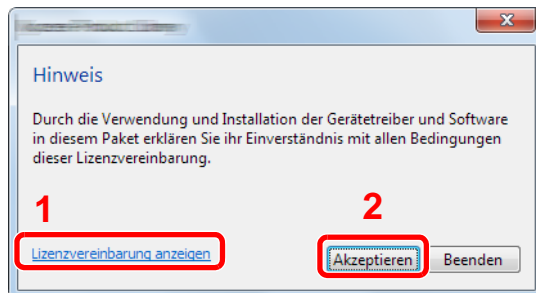 Hinweis
Durch die Verwendung und Installation der Gerätetreiber und Software
in diesem Paket erklären Sie ihr Einverständnis mit allen Bedingungen
dieser Lizenzvereinbarung.
1
2
Lizenzvereinbarung anzeigen
Akzeptieren
Beenden